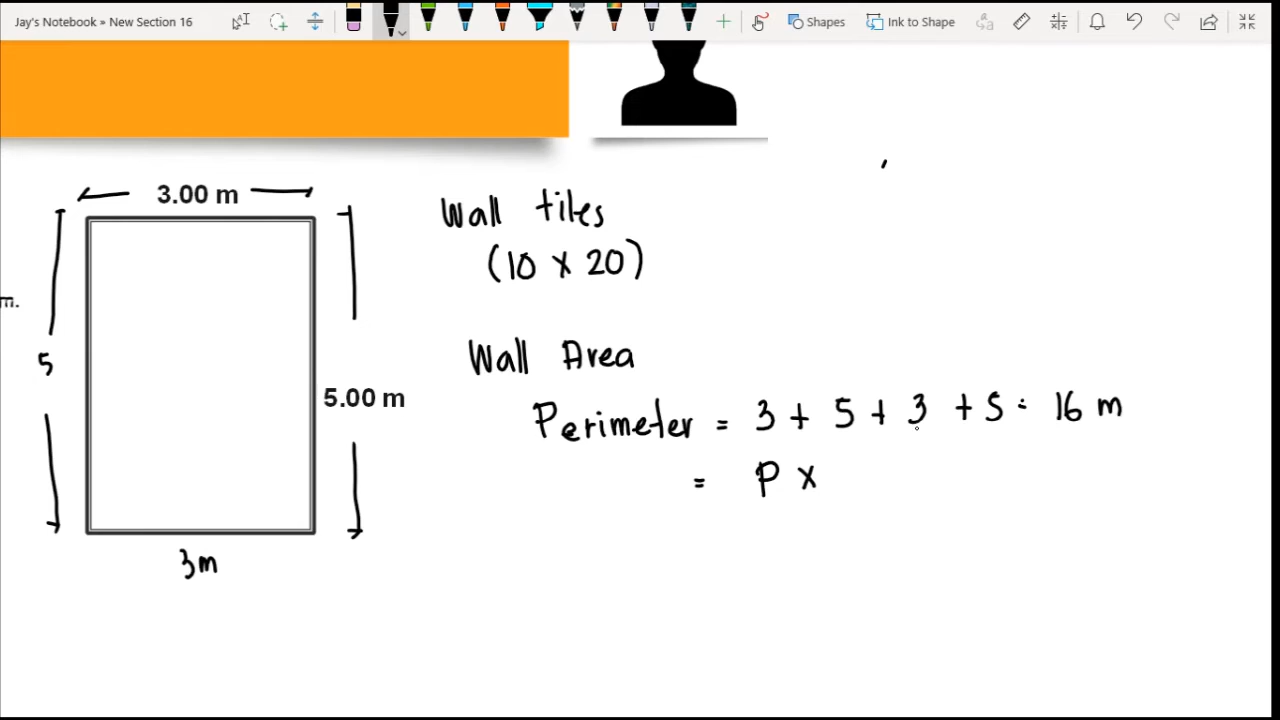 Jay's Notebook » New Section 16
Shapes
Ink to Shape
3.00 m
Wall tiles
(10 x 20)
m.
5
5.00 m
Wall Area
Perimeter = 3 + 5 + 3 + 5 = 16 m
= P x
3m